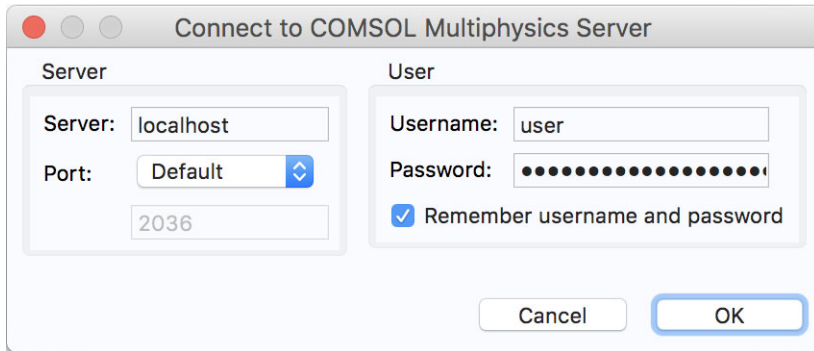 Connect to COMSOL Multiphysics Server
Server
Server: localhost
Port: Default
2036
User
Username: user
Password: ●●●●●●●●●●●●●●●●●●●
Remember username and password
Cancel
OK